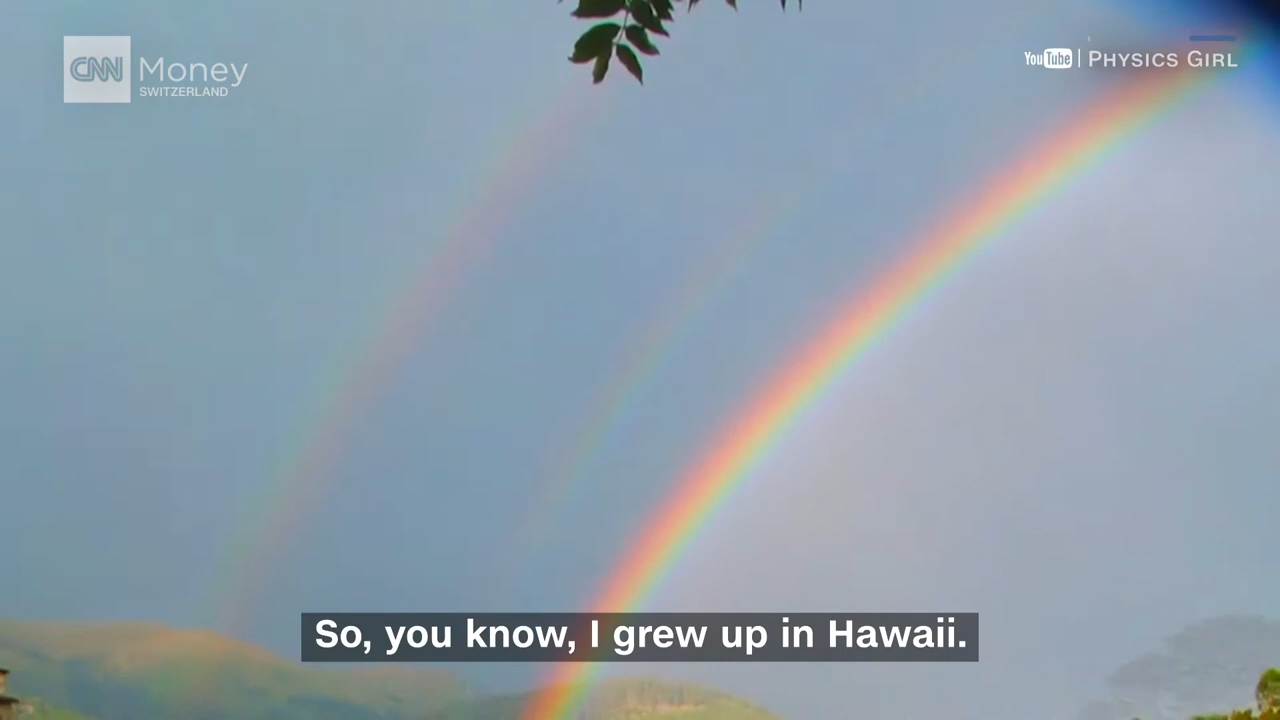 CNN Money
SWITZERLAND
YouTube | PHYSICS GIRL
So, you know, I grew up in Hawaii.